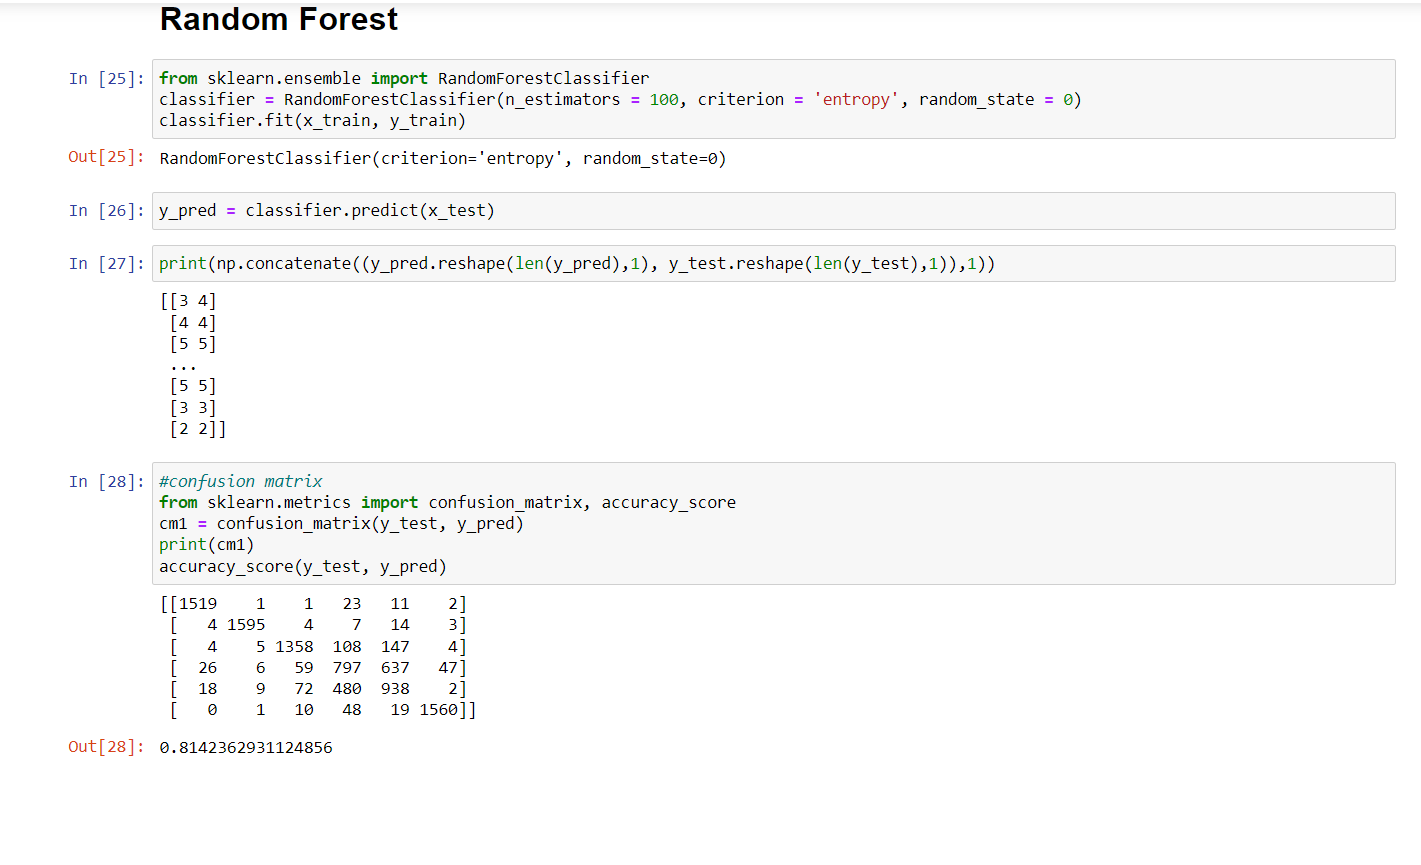 Random Forest
In [25]: from sklearn.ensemble import RandomForestClassifier
classifier = RandomForestClassifier(n_estimators = 100, criterion = 'entropy', random_state = 0)
classifier.fit(x_train, y_train)
Out[25]: RandomForestClassifier(criterion='entropy', random_state=0)
In [26]: y_pred = classifier.predict(x_test)
In [27]: print(np.concatenate((y_pred.reshape(len(y_pred),1), y_test.reshape(len(y_test),1)),1))
[[3 4]
[4 4]
[5 5]
...
[5 5]
[3 3]
[2 2]]
In [28]: #confusion matrix
from sklearn.metrics import confusion_matrix, accuracy_score
cm1 = confusion_matrix(y_test, y_pred)
print(cm1)
accuracy_score(y_test, y_pred)
[[1519 1 1 23 11 2]
[ 4 1595 4 7 14 3]
[ 4 5 1358 108 147 4]
[ 26 6 59 797 637 47]
[ 18 9 72 480 938 2]
[ 0 1 10 48 19 1560]]
Out[28]: 0.8142362931124856